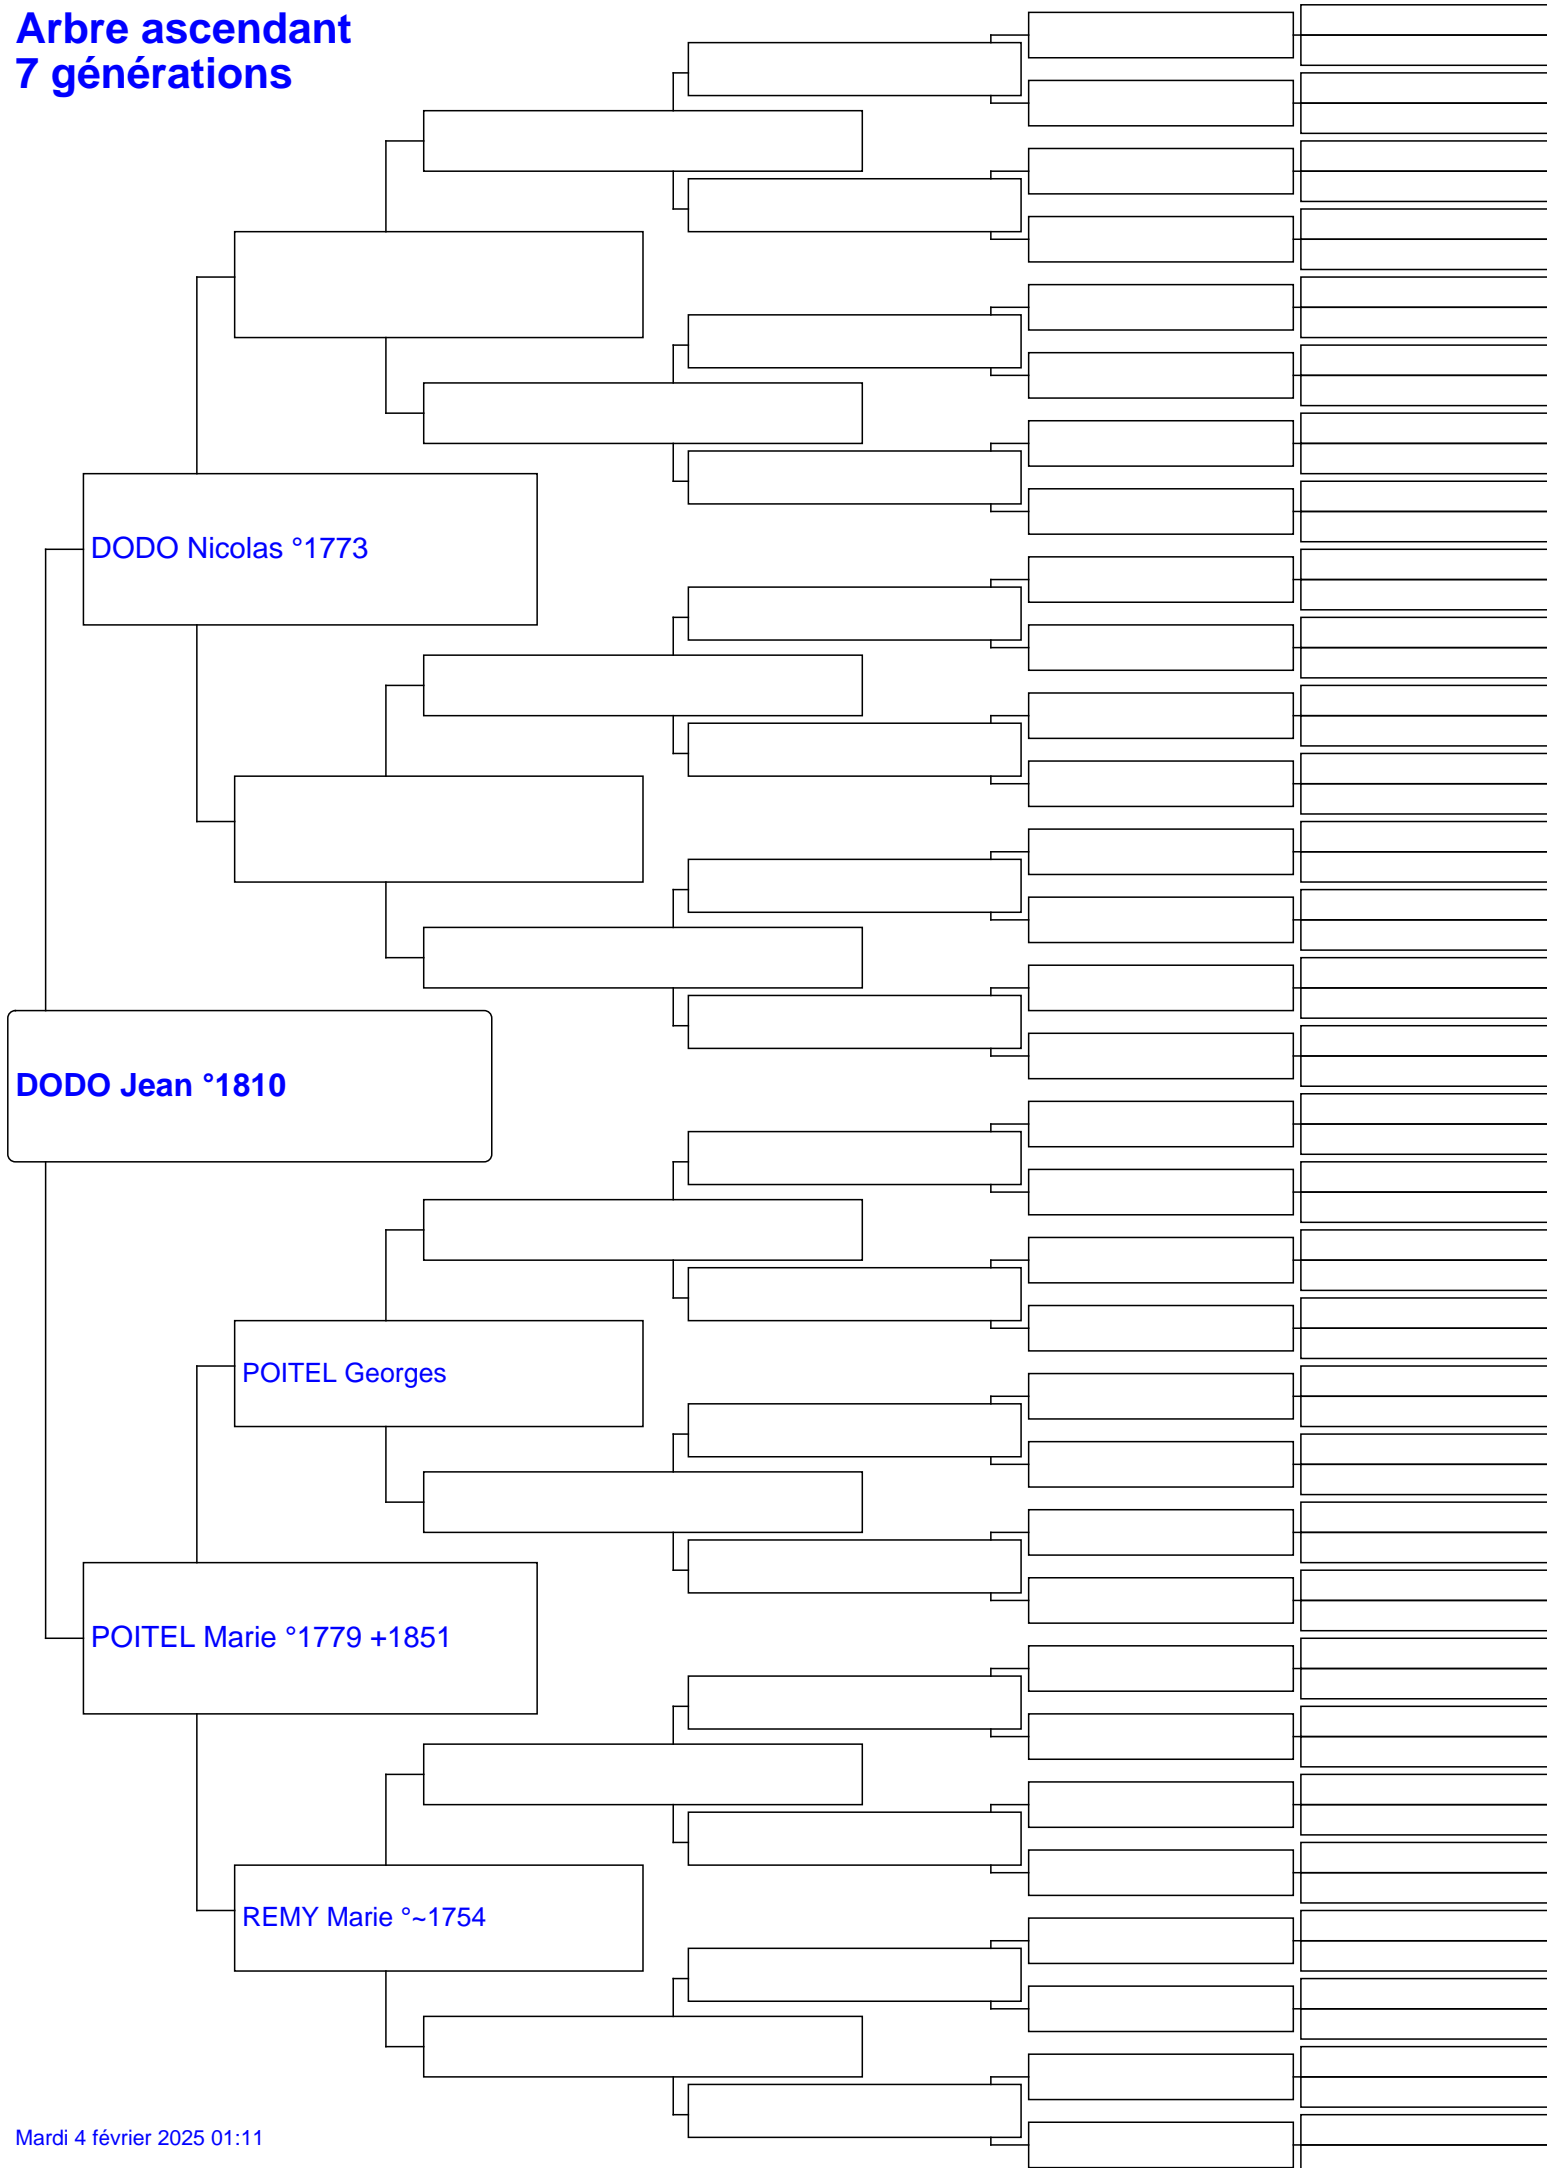 Arbre ascendant
7 générations
DODO Nicolas °1773
DODO Jean °1810
POITEL Georges
POITEL Marie °1779 +1851
REMY Marie °~1754
Mardi 4 février 2025 01:11